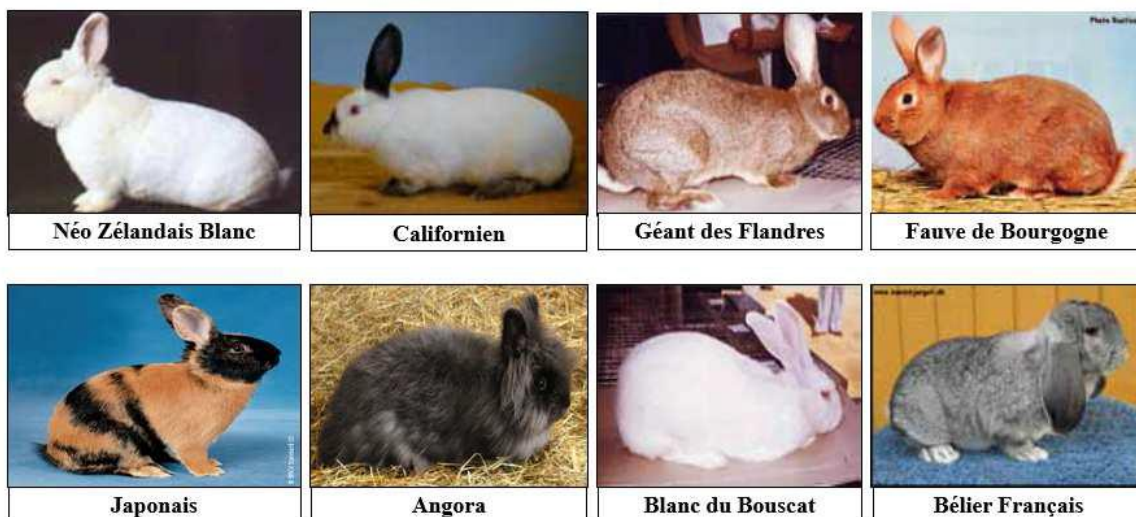 Néo Zélandais Blanc
Californien
Géant des Flandres
Fauve de Bourgogne
Japonais
Angora
Blanc du Bouscat
Bélier Français